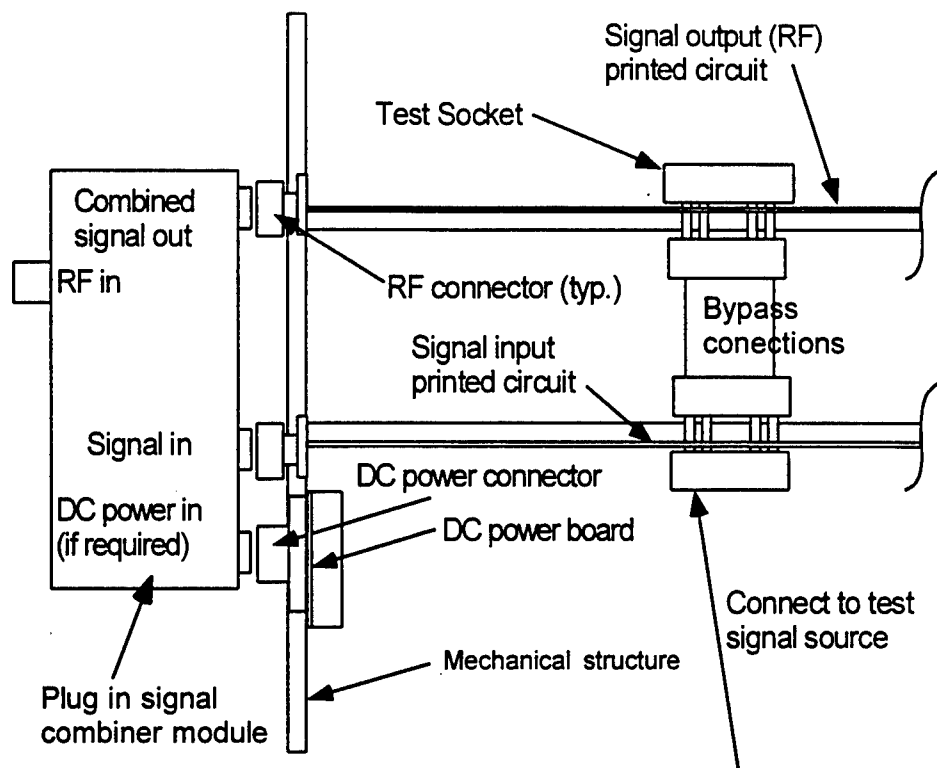 Signal output (RF)
printed circuit
Test Socket
Combined
signal out
RF in
RF connector (typ.)
Bypass
conections
Signal input
printed circuit
Signal in
DC power connector
DC power in
(if required)
DC power board
Connect to test
signal source
Mechanical structure
Plug in signal
combiner module